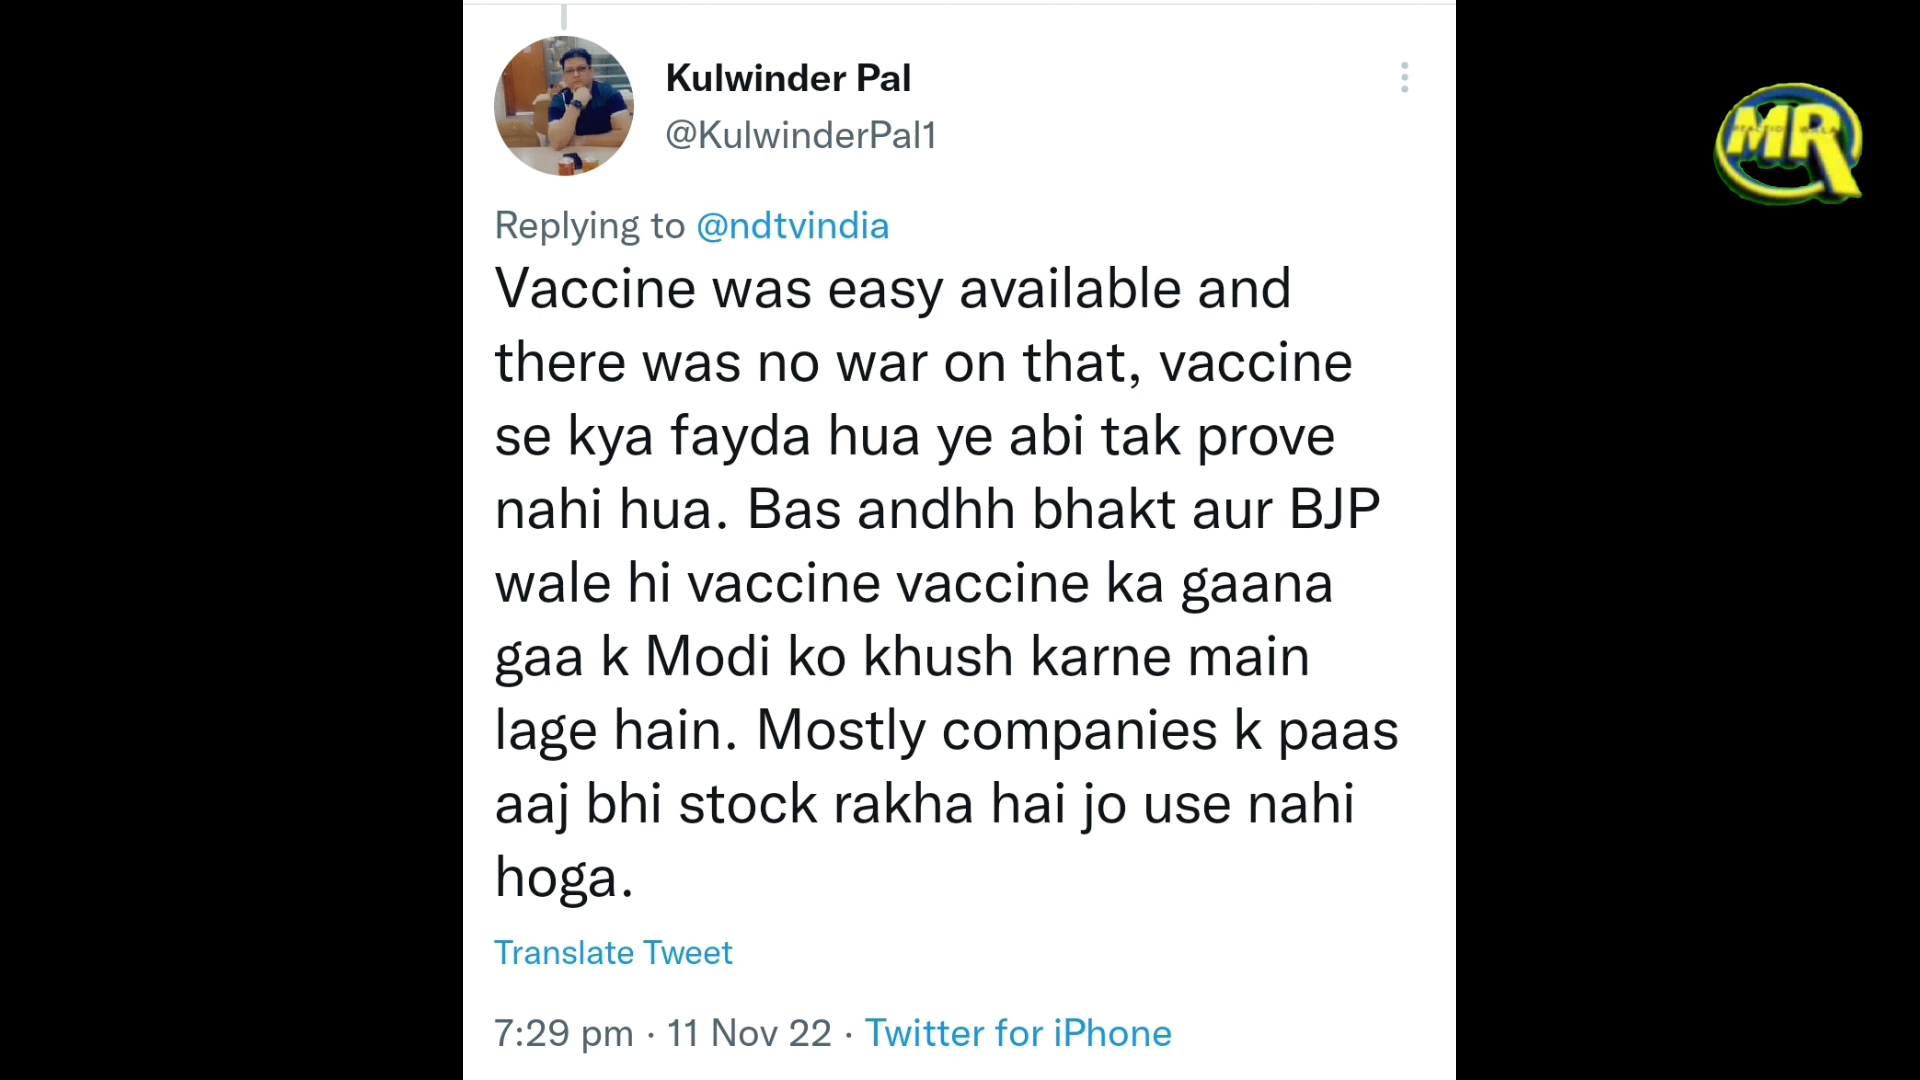 Kulwinder Pal
@KulwinderPal1
Replying to @ndtvindia
Vaccine was easy available and
there was no war on that, vaccine
se kya fayda hua ye abi tak prove
nahi hua. Bas andhh bhakt aur BJP
wale hi vaccine vaccine ka gaana
gaa k Modi ko khush karne main
lage hain. Mostly companies k paas
aaj bhi stock rakha hai jo use nahi
hoga.
Translate Tweet
7:29 pm · 11 Nov 22 · Twitter for iPhone
MR
REACTION WALA